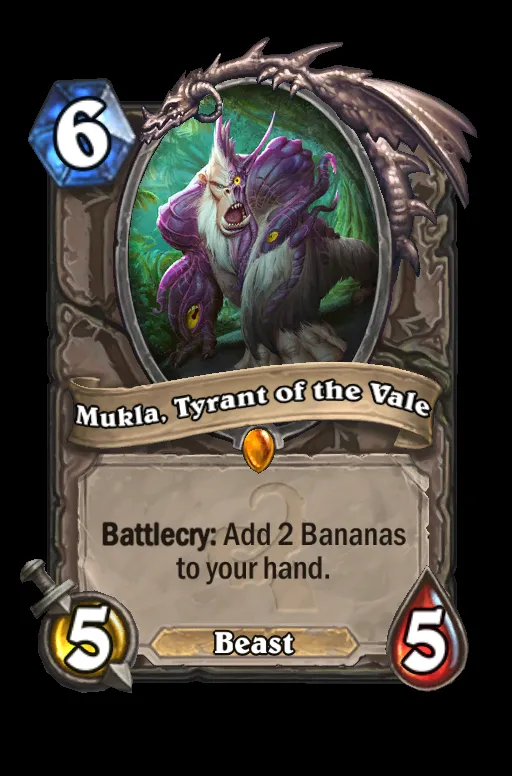 6
Mukla, Tyrant of the Vale
Battlecry: Add 2 Bananas
to your hand.
5
Beast
5